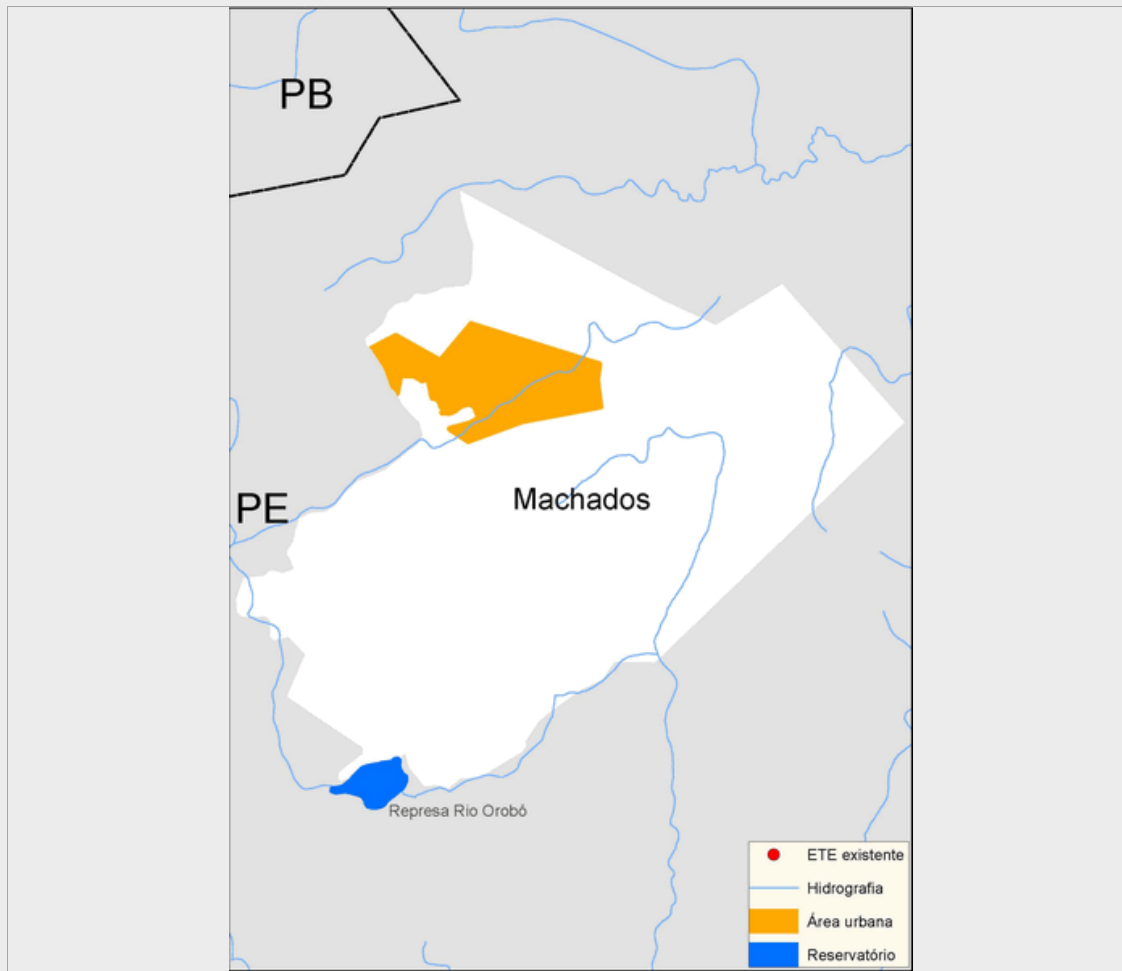 PB
PE
Machados
Represa Rio Orobó
ETE existente
Hidrografia
Área urbana
Reservatório